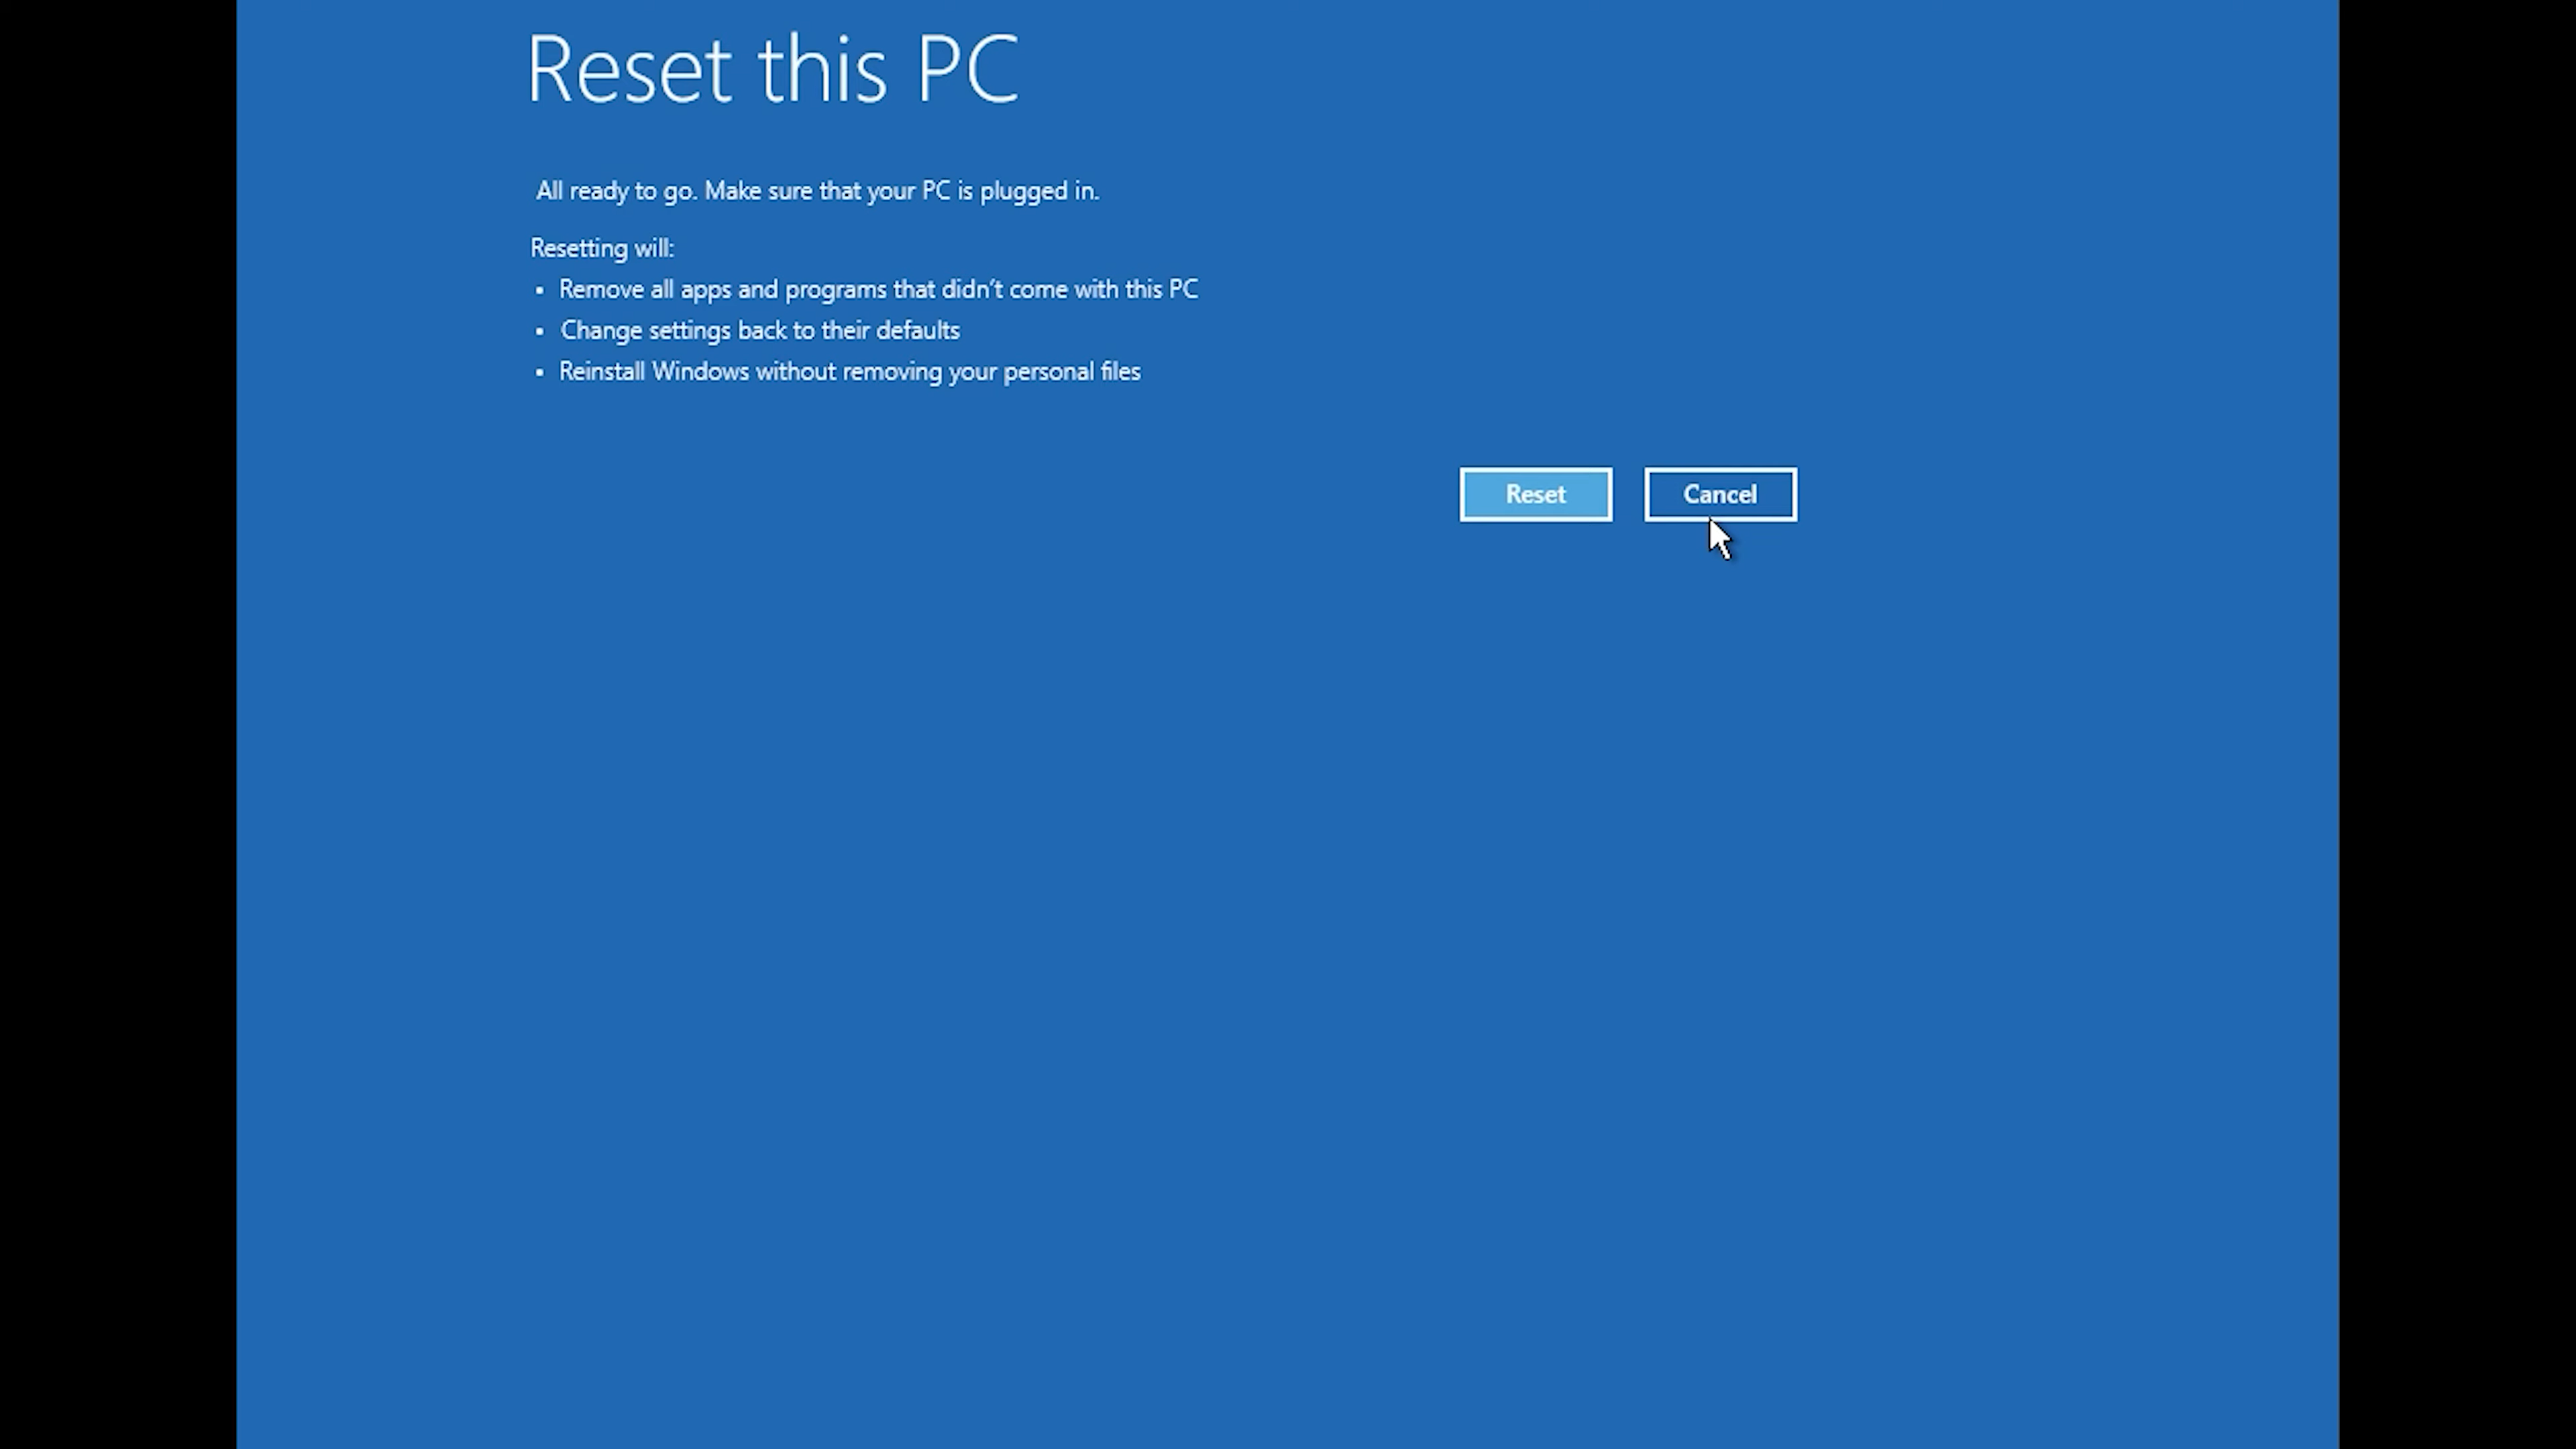 Reset this PC
All ready to go. Make sure that your PC is plugged in.
Resetting will:
▪ Remove all apps and programs that didn't come with this PC
▪ Change settings back to their defaults
▪ Reinstall Windows without removing your personal files
Reset Cancel